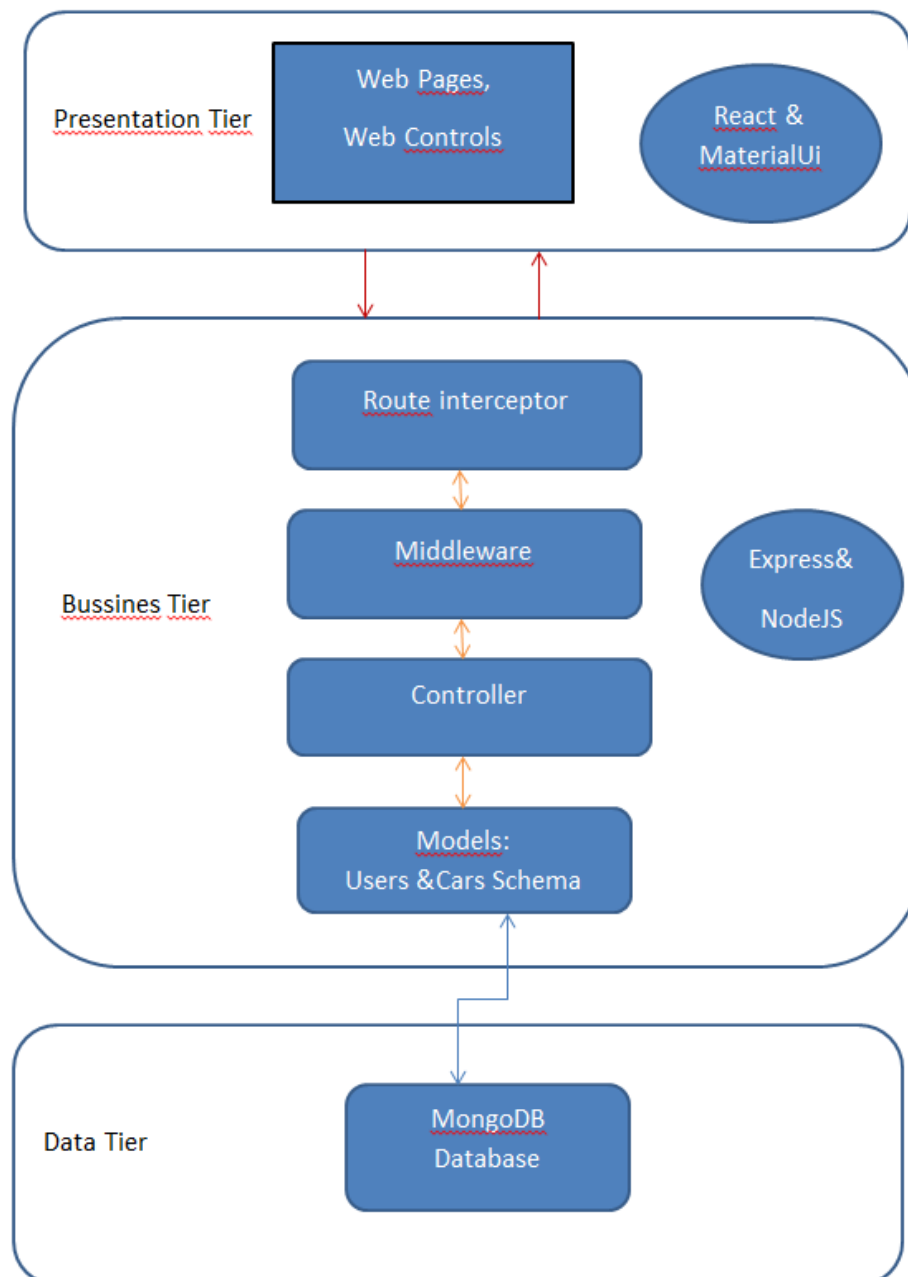 Web Pages,
Web Controls
Presentation Tier
React &
MaterialUi
Route interceptor
Middleware
Bussines Tier
Express&
NodeJS
Controller
Models:
Users &Cars Schema
MongoDB
Database
Data Tier